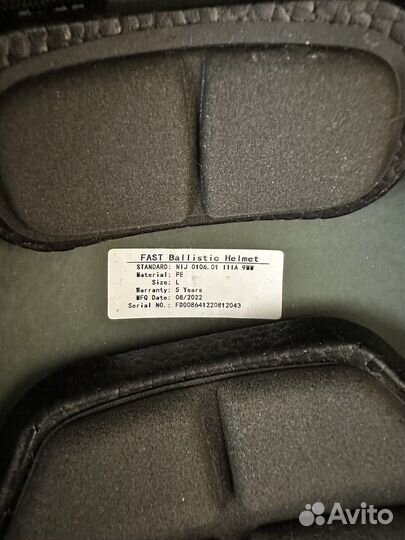 FAST Ballistic Helmet
STANDARD: NIJ 0106.01 IIIA 9MM
Material: PE
Size: L
Warranty: 5 Years
MFG Date: 08/2022
Serial NO.: FD008641220812043
Avito